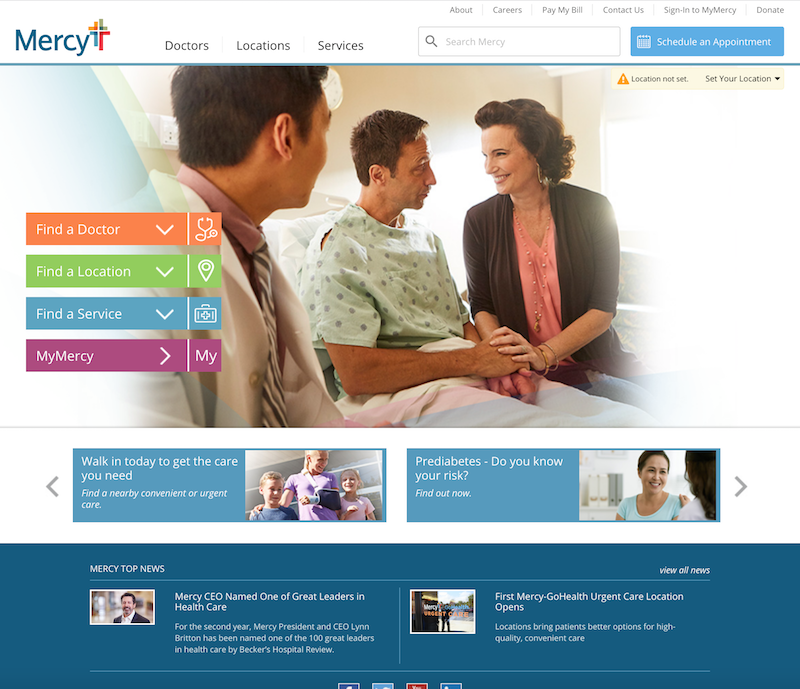 About
Careers
Pay My Bill
Contact Us
Sign-In to MyMercy
Donate
Mercy
Doctors
Locations
Services
Search Mercy
Schedule an Appointment
Location not set.
Set Your Location
Find a Doctor
Find a Location
Find a Service
MyMercy
My
Walk in today to get the care
you need
Find a nearby convenient or urgent
care.
Prediabetes - Do you know
your risk?
Find out now.
MERCY TOP NEWS
view all news
Mercy CEO Named One of Great Leaders in
Health Care
For the second year, Mercy President and CEO Lynn
Britton has been named one of the 100 great leaders
in health care by Becker's Hospital Review.
Mercy GoHealth
URGENT CARE
First Mercy-GoHealth Urgent Care Location
Opens
Locations bring patients better options for high-
quality, convenient care